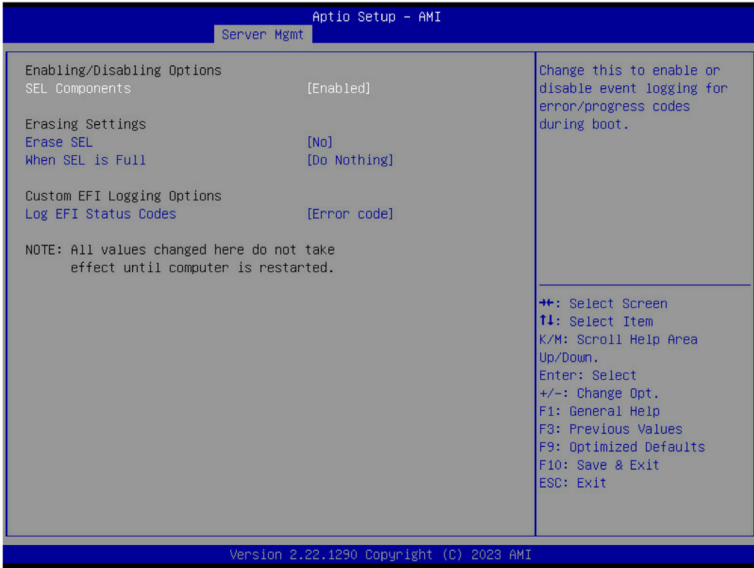 Aptio Setup – AMI
Server Mgmt
Enabling/Disabling Options
SEL Components [Enabled]
Erasing Settings
Erase SEL [No]
When SEL is Full [Do Nothing]
Custom EFI Logging Options
Log EFI Status Codes [Error code]
NOTE: All values changed here do not take
effect until computer is restarted.
Change this to enable or
disable event logging for
error/progress codes
during boot.
→←: Select Screen
↑↓: Select Item
K/M: Scroll Help Area
Up/Down.
Enter: Select
+/-: Change Opt.
F1: General Help
F3: Previous Values
F9: Optimized Defaults
F10: Save & Exit
ESC: Exit
Version 2.22.1290 Copyright (C) 2023 AMI